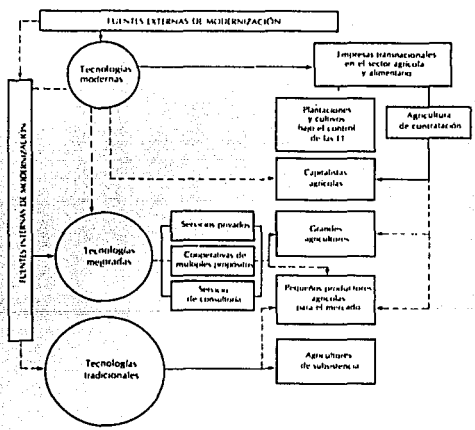 FUENTES EXTERNAS DE MODERNIZACIÓN
Tecnologías
modernas
Empresas transnacionales
en el sector agrícola
y alimentario
FUENTES INTERNAS DE MODERNIZACIÓN
Plantaciones
y cultivos
bajo el control
de las ET
Agricultura
de contratación
Capitalistas
agrícolas
Tecnologías
mejoradas
Servicios privados
Cooperativas de
múltiples propósitos
Servicio
de consultoría
Grandes
agricultores
Pequeños productores
agrícolas
para el mercado
Tecnologías
tradicionales
Agricultores
de subsistencia